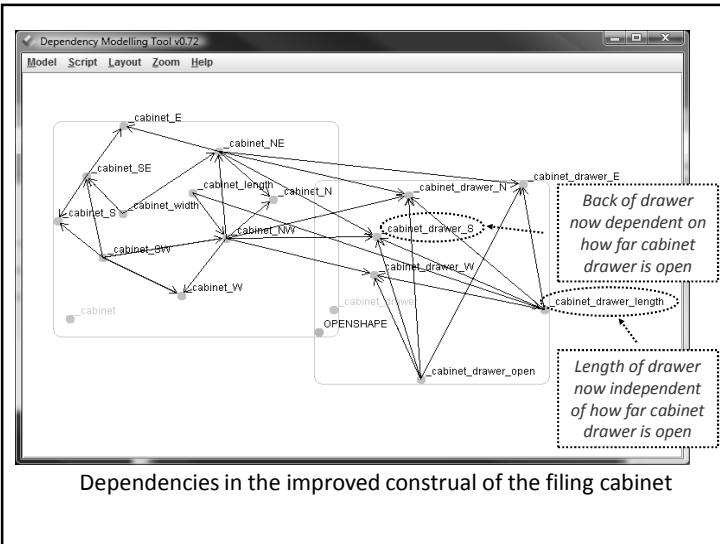 Dependency Modelling Tool v0.72
Model Script Layout Zoom Help
_cabinet_E
_cabinet_NE
_cabinet_SE
_cabinet_length
_cabinet_N
_cabinet_drawer_N
_cabinet_drawer_E
_cabinet_S
_cabinet_width
_cabinet_NW
_cabinet_drawer_S
_cabinet_SW
_cabinet_drawer_W
_cabinet_W
_cabinet_drawer
_cabinet_drawer_length
_cabinet
OPENSHAPE
_cabinet_drawer_open
Back of drawer
now dependent on
how far cabinet
drawer is open
Length of drawer
now independent
of how far cabinet
drawer is open
Dependencies in the improved construal of the filing cabinet